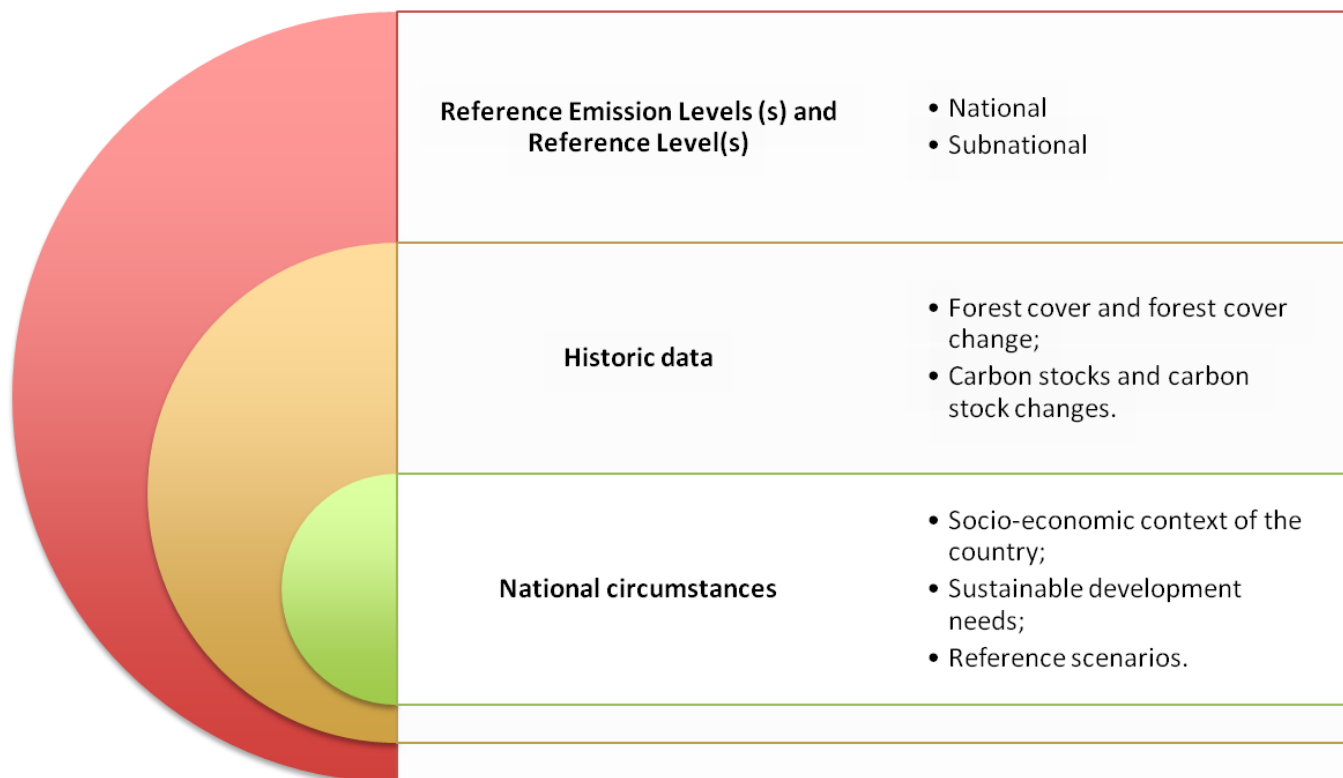 Reference Emission Levels (s) and
Reference Level(s)
• National
• Subnational
Historic data
• Forest cover and forest cover
change;
• Carbon stocks and carbon
stock changes.
National circumstances
• Socio-economic context of the
country;
• Sustainable development
needs;
• Reference scenarios.